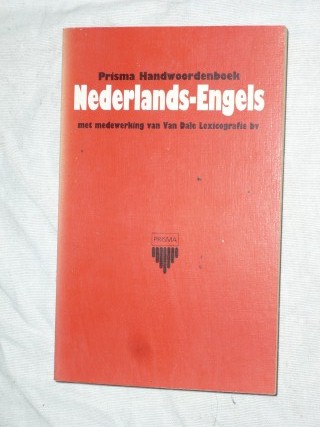 Prisma Handwoordenboek
Nederlands-Engels
met medewerking van Van Dale Lexicografie bv
PRISMA